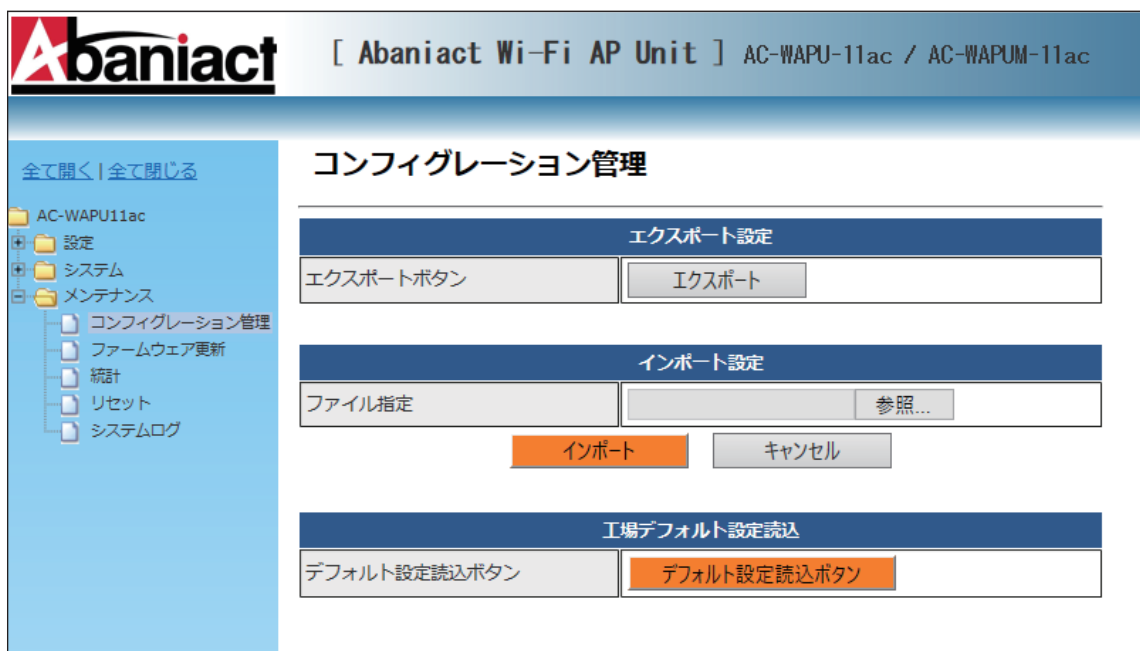 Abaniact
[ Abaniact Wi-Fi AP Unit ] AC-WAPU-11ac / AC-WAPUM-11ac
全て開く | 全て閉じる
AC-WAPU11ac
設定
システム
メンテナンス
コンフィグレーション管理
ファームウェア更新
統計
リセット
システムログ
コンフィグレーション管理
エクスポート設定
エクスポートボタン エクスポート
インポート設定
ファイル指定 参照...
インポート キャンセル
工場デフォルト設定読込
デフォルト設定読込ボタン デフォルト設定読込ボタン